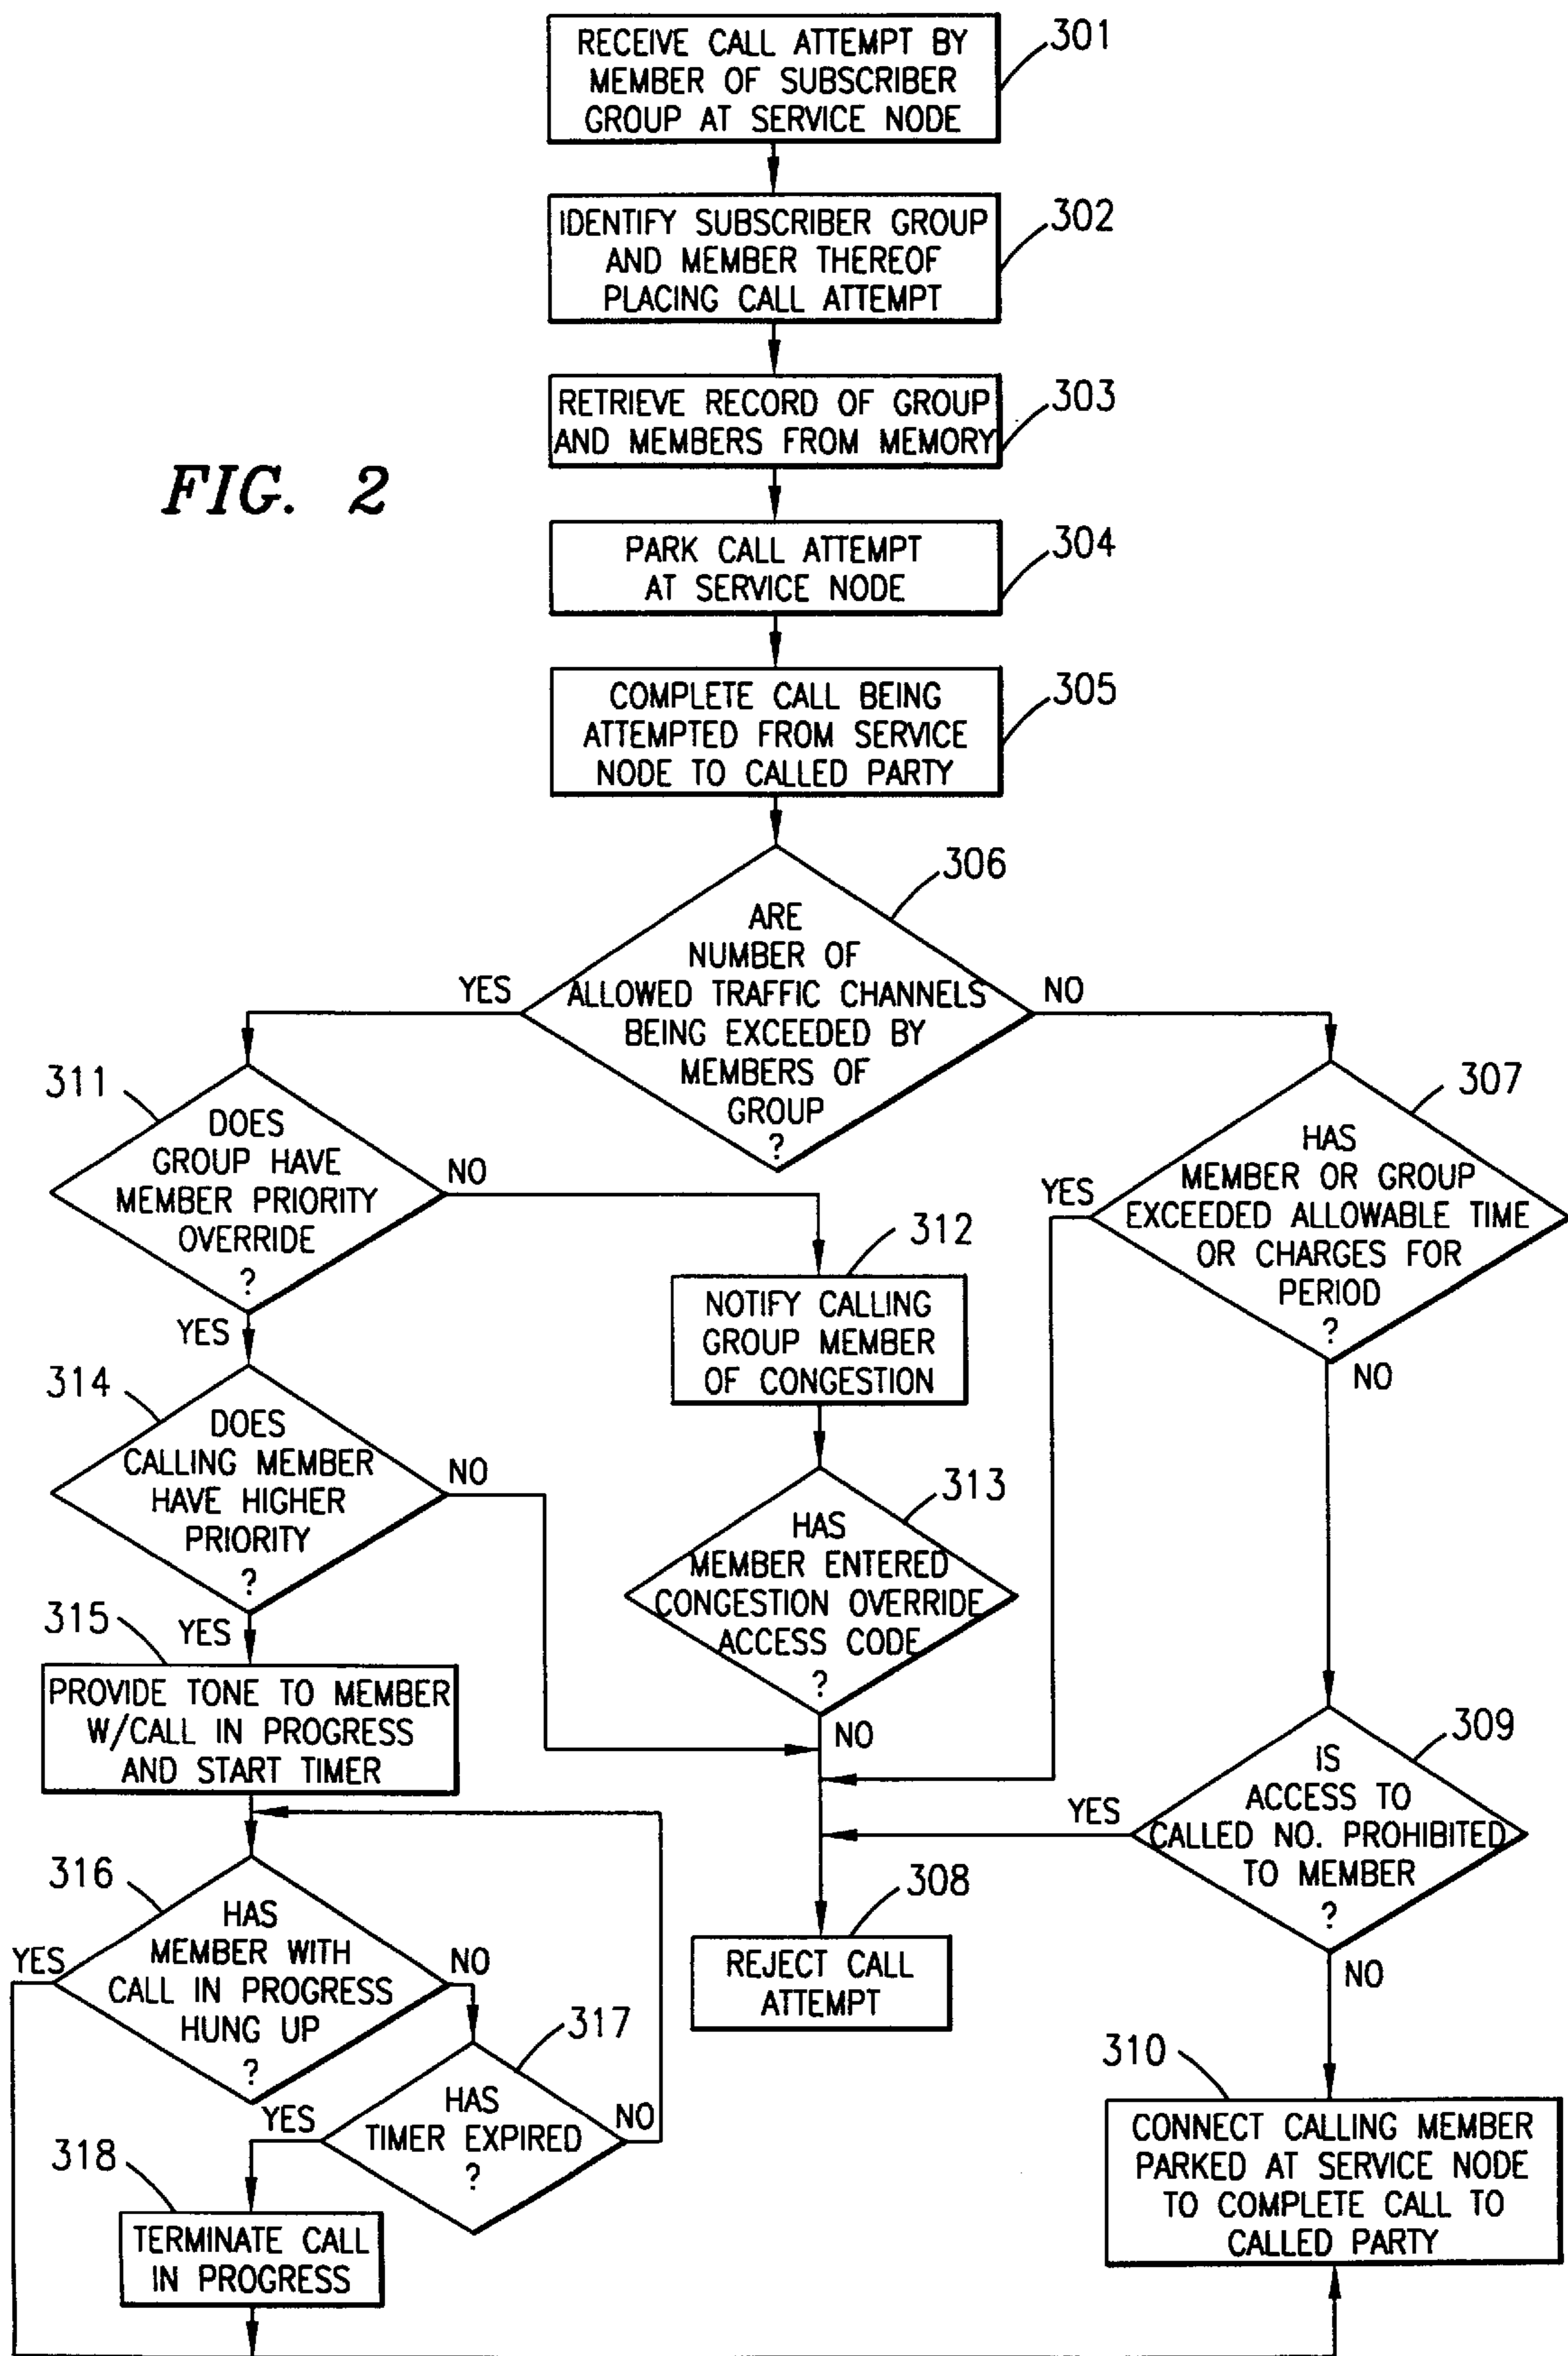 RECEIVE CALL ATTEMPT BY
MEMBER OF SUBSCRIBER
GROUP AT SERVICE NODE
301
IDENTIFY SUBSCRIBER GROUP
AND MEMBER THEREOF
PLACING CALL ATTEMPT
302
RETRIEVE RECORD OF GROUP
AND MEMBERS FROM MEMORY
303
FIG. 2
PARK CALL ATTEMPT
AT SERVICE NODE
304
COMPLETE CALL BEING
ATTEMPTED FROM SERVICE
NODE TO CALLED PARTY
305
306
ARE
NUMBER OF
ALLOWED TRAFFIC CHANNELS
BEING EXCEEDED BY
MEMBERS OF
GROUP
?
YES
NO
311
DOES
GROUP HAVE
MEMBER PRIORITY
OVERRIDE
?
NO
YES
307
HAS
MEMBER OR GROUP
EXCEEDED ALLOWABLE TIME
OR CHARGES FOR
PERIOD
?
YES
NO
312
NOTIFY CALLING
GROUP MEMBER
OF CONGESTION
314
DOES
CALLING MEMBER
HAVE HIGHER
PRIORITY
?
NO
YES
313
HAS
MEMBER ENTERED
CONGESTION OVERRIDE
ACCESS CODE
?
NO
315
PROVIDE TONE TO MEMBER
W/CALL IN PROGRESS
AND START TIMER
309
IS
ACCESS TO
CALLED NO. PROHIBITED
TO MEMBER
?
YES
NO
316
HAS
MEMBER WITH
CALL IN PROGRESS
HUNG UP
?
YES
NO
308
REJECT CALL
ATTEMPT
317
HAS
TIMER EXPIRED
?
YES
NO
318
TERMINATE CALL
IN PROGRESS
310
CONNECT CALLING MEMBER
PARKED AT SERVICE NODE
TO COMPLETE CALL TO
CALLED PARTY